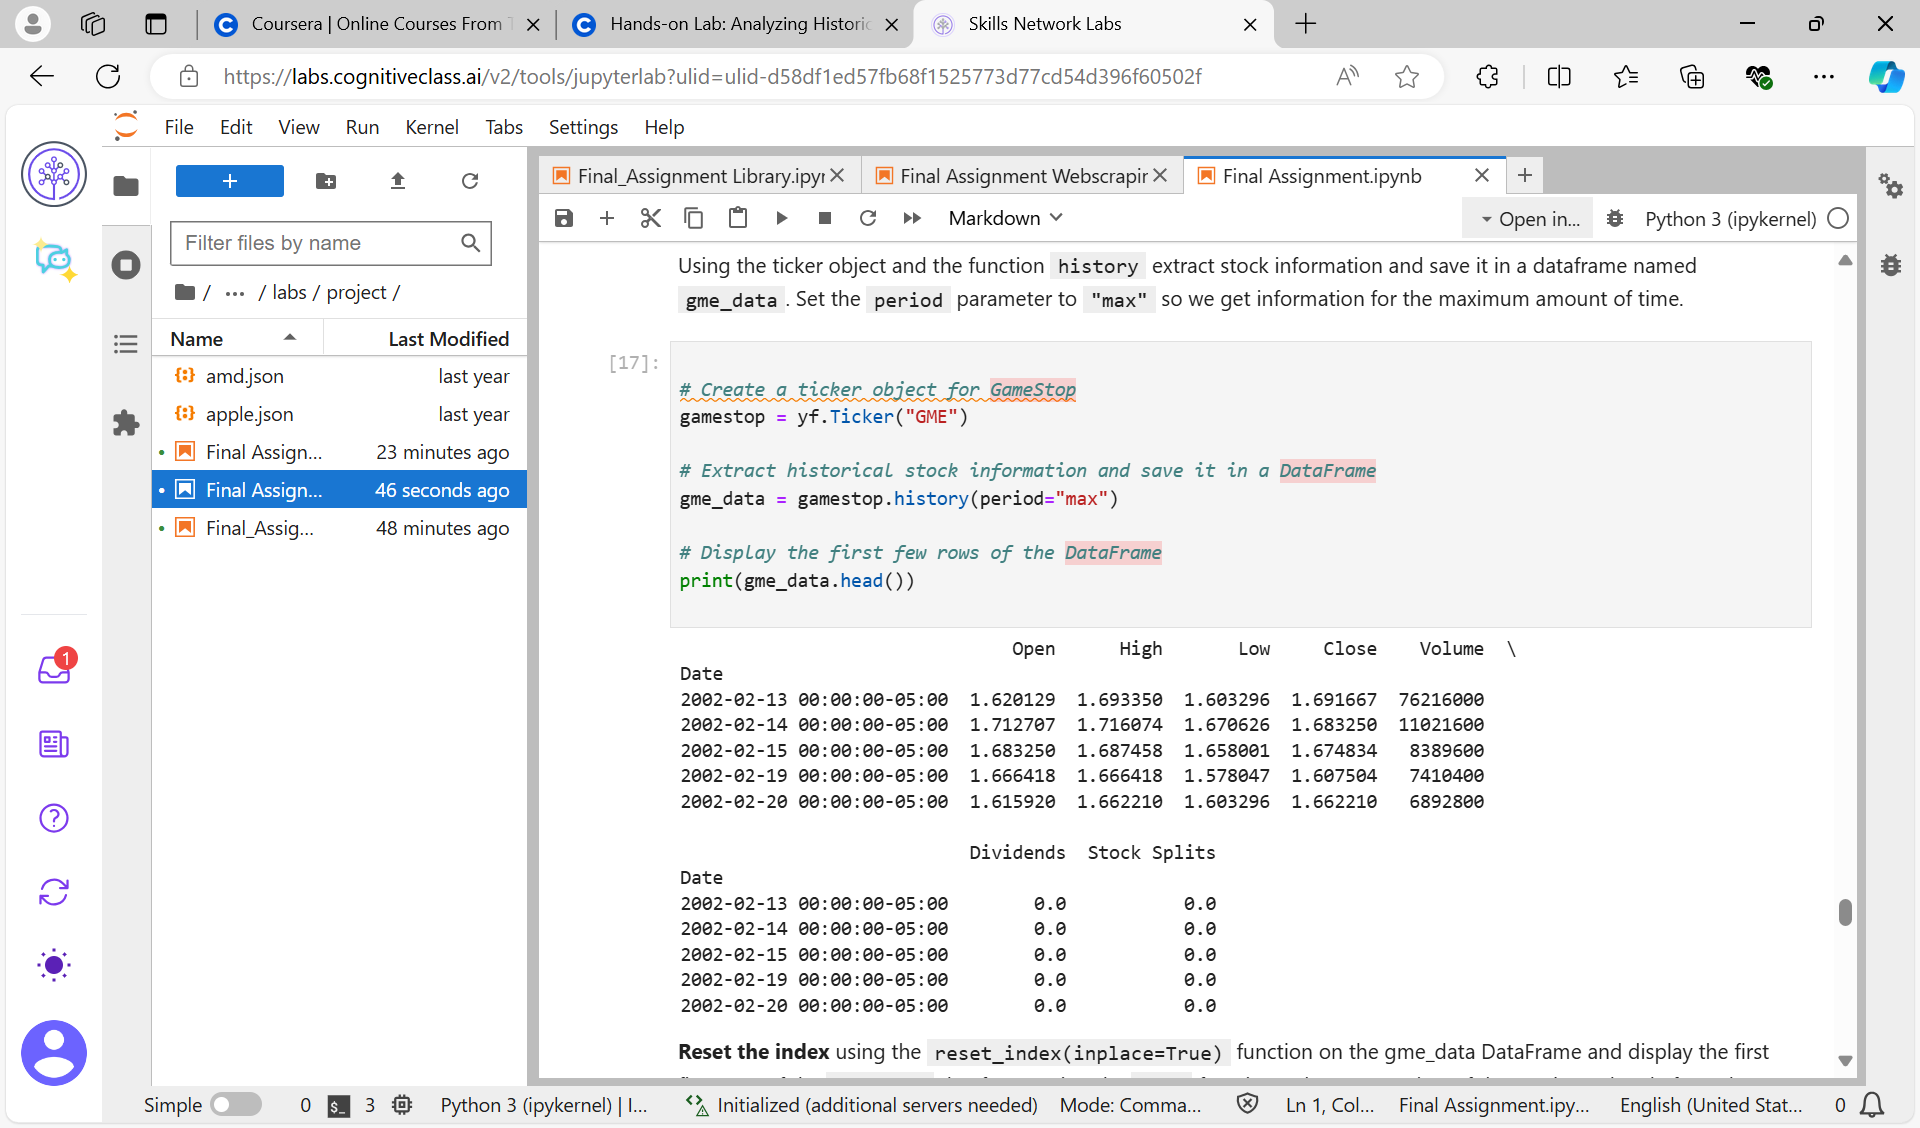 Coursera | Online Courses From T
Hands-on Lab: Analyzing Historic
Skills Network Labs
https://labs.cognitiveclass.ai/v2/tools/jupyterlab?ulid=ulid-d58df1ed57fb68f1525773d77cd54d396f60502f
File Edit View Run Kernel Tabs Settings Help
Final_Assignment Library.ipyr
Final Assignment Webscrapir
Final Assignment.ipynb
Markdown
Open in...
Python 3 (ipykernel)
Filter files by name
/ ... / labs / project /
Name Last Modified
amd.json last year
apple.json last year
Final Assign... 23 minutes ago
Final Assign... 46 seconds ago
Final_Assig... 48 minutes ago
1
Using the ticker object and the function history extract stock information and save it in a dataframe named
gme_data . Set the period parameter to "max" so we get information for the maximum amount of time.
[17]:
# Create a ticker object for GameStop
gamestop = yf.Ticker("GME")
# Extract historical stock information and save it in a DataFrame
gme_data = gamestop.history(period="max")
# Display the first few rows of the DataFrame
print(gme_data.head())
Open High Low Close Volume \
Date
2002-02-13 00:00:00-05:00 1.620129 1.693350 1.603296 1.691667 76216000
2002-02-14 00:00:00-05:00 1.712707 1.716074 1.670626 1.683250 11021600
2002-02-15 00:00:00-05:00 1.683250 1.687458 1.658001 1.674834 8389600
2002-02-19 00:00:00-05:00 1.666418 1.666418 1.578047 1.607504 7410400
2002-02-20 00:00:00-05:00 1.615920 1.662210 1.603296 1.662210 6892800
Dividends Stock Splits
Date
2002-02-13 00:00:00-05:00 0.0 0.0
2002-02-14 00:00:00-05:00 0.0 0.0
2002-02-15 00:00:00-05:00 0.0 0.0
2002-02-19 00:00:00-05:00 0.0 0.0
2002-02-20 00:00:00-05:00 0.0 0.0
Reset the index using the reset_index(inplace=True) function on the gme_data DataFrame and display the first
Simple 0 $_ 3 Python 3 (ipykernel) | I... Initialized (additional servers needed) Mode: Comma... Ln 1, Col... Final Assignment.ipy... English (United Stat... 0